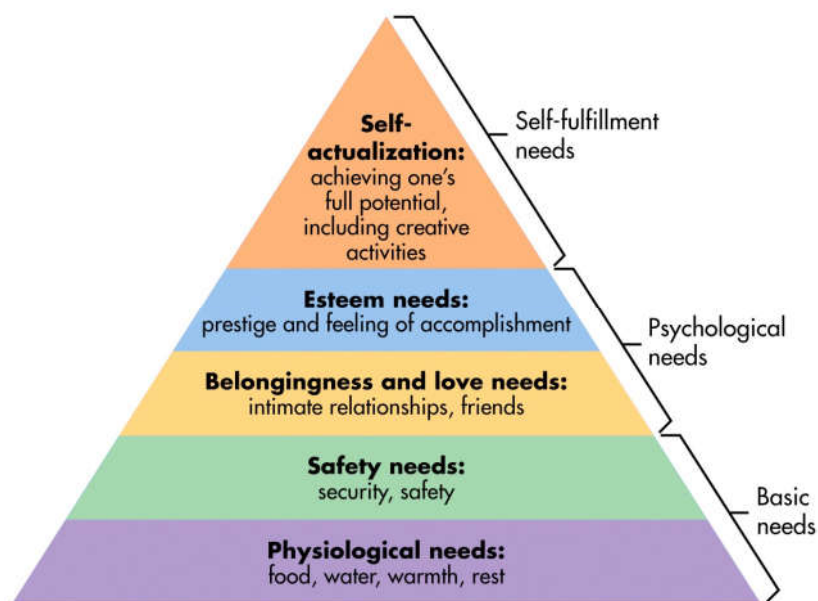 Self-
actualization:
achieving one's
full potential,
including creative
activities
Self-fulfillment
needs
Esteem needs:
prestige and feeling of accomplishment
Belongingness and love needs:
intimate relationships, friends
Psychological
needs
Safety needs:
security, safety
Physiological needs:
food, water, warmth, rest
Basic
needs